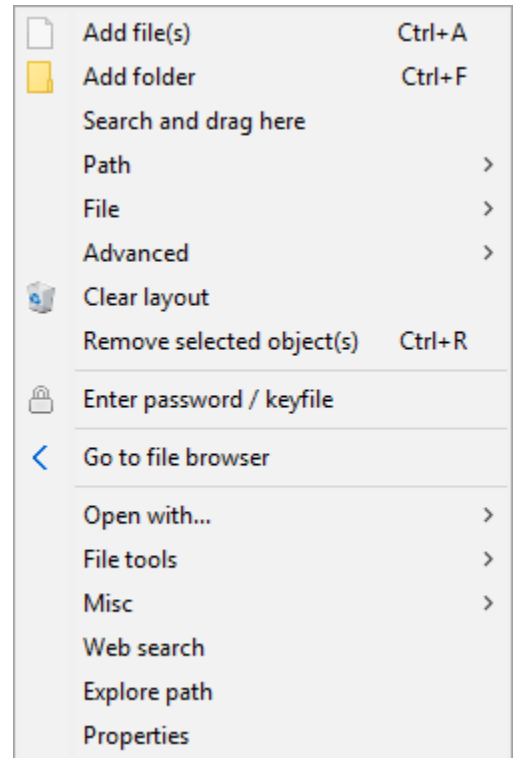 Add file(s) Ctrl+A
Add folder Ctrl+F
Search and drag here
Path
File
Advanced
Clear layout
Remove selected object(s) Ctrl+R
Enter password / keyfile
Go to file browser
Open with...
File tools
Misc
Web search
Explore path
Properties